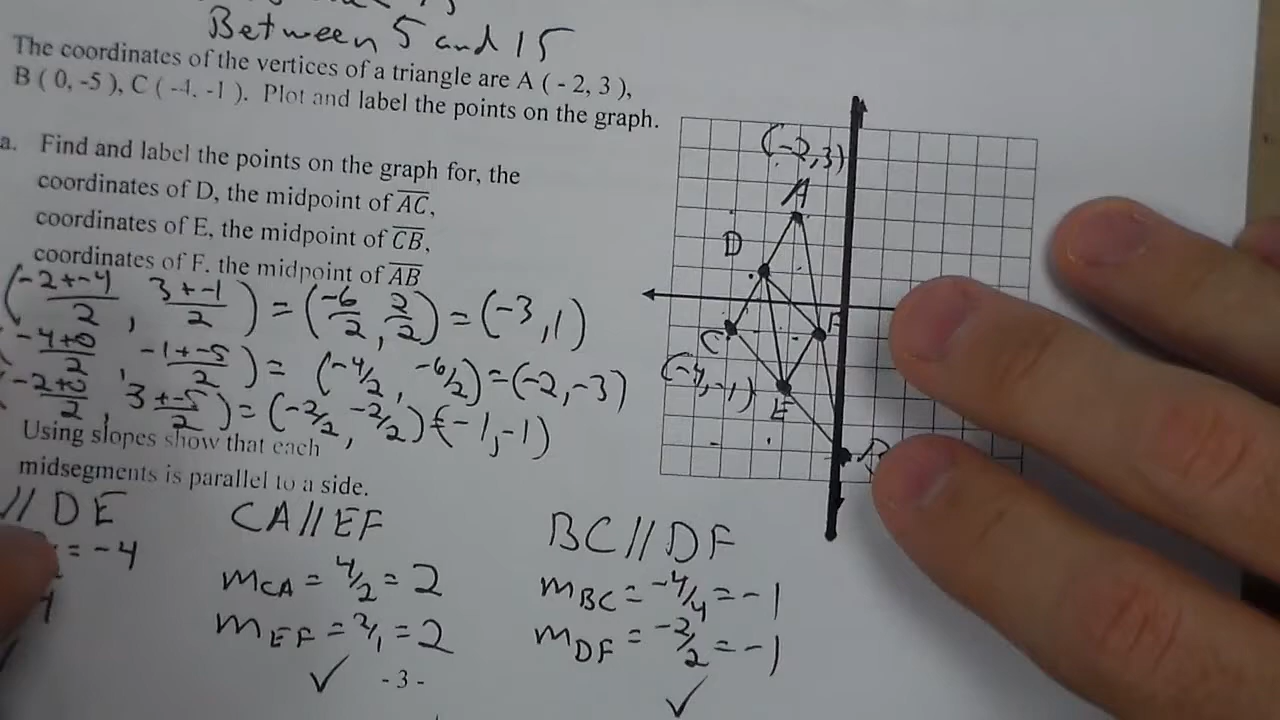 Between 5 and 15
The coordinates of the vertices of a triangle are A ( - 2, 3 ),
B ( 0, -5 ), C ( -4, -1 ). Plot and label the points on the graph.
a. Find and label the points on the graph for, the
coordinates of D, the midpoint of AC,
coordinates of E, the midpoint of CB,
coordinates of F. the midpoint of AB
(-2+-4/2, 3+-1/2) = (-6/2, 2/2) = (-3,1)
-4+0/2, -1+-5/2) = (-4/2, -6/2) = (-2,-3)
-2+0/2, 3+-5/2) = (-2/2, -2/2) (-1,-1)
Using slopes show that each
midsegments is parallel to a side.
// DE
= -4
CA // EF
mCA = 4/2 = 2
mEF = 2/1 = 2
✓
BC // DF
mBC = -4/4 = -1
mDF = -2/2 = -1
✓
- 3 -
(-2,3)
A
D
C
F
(-4,-1)
E
B